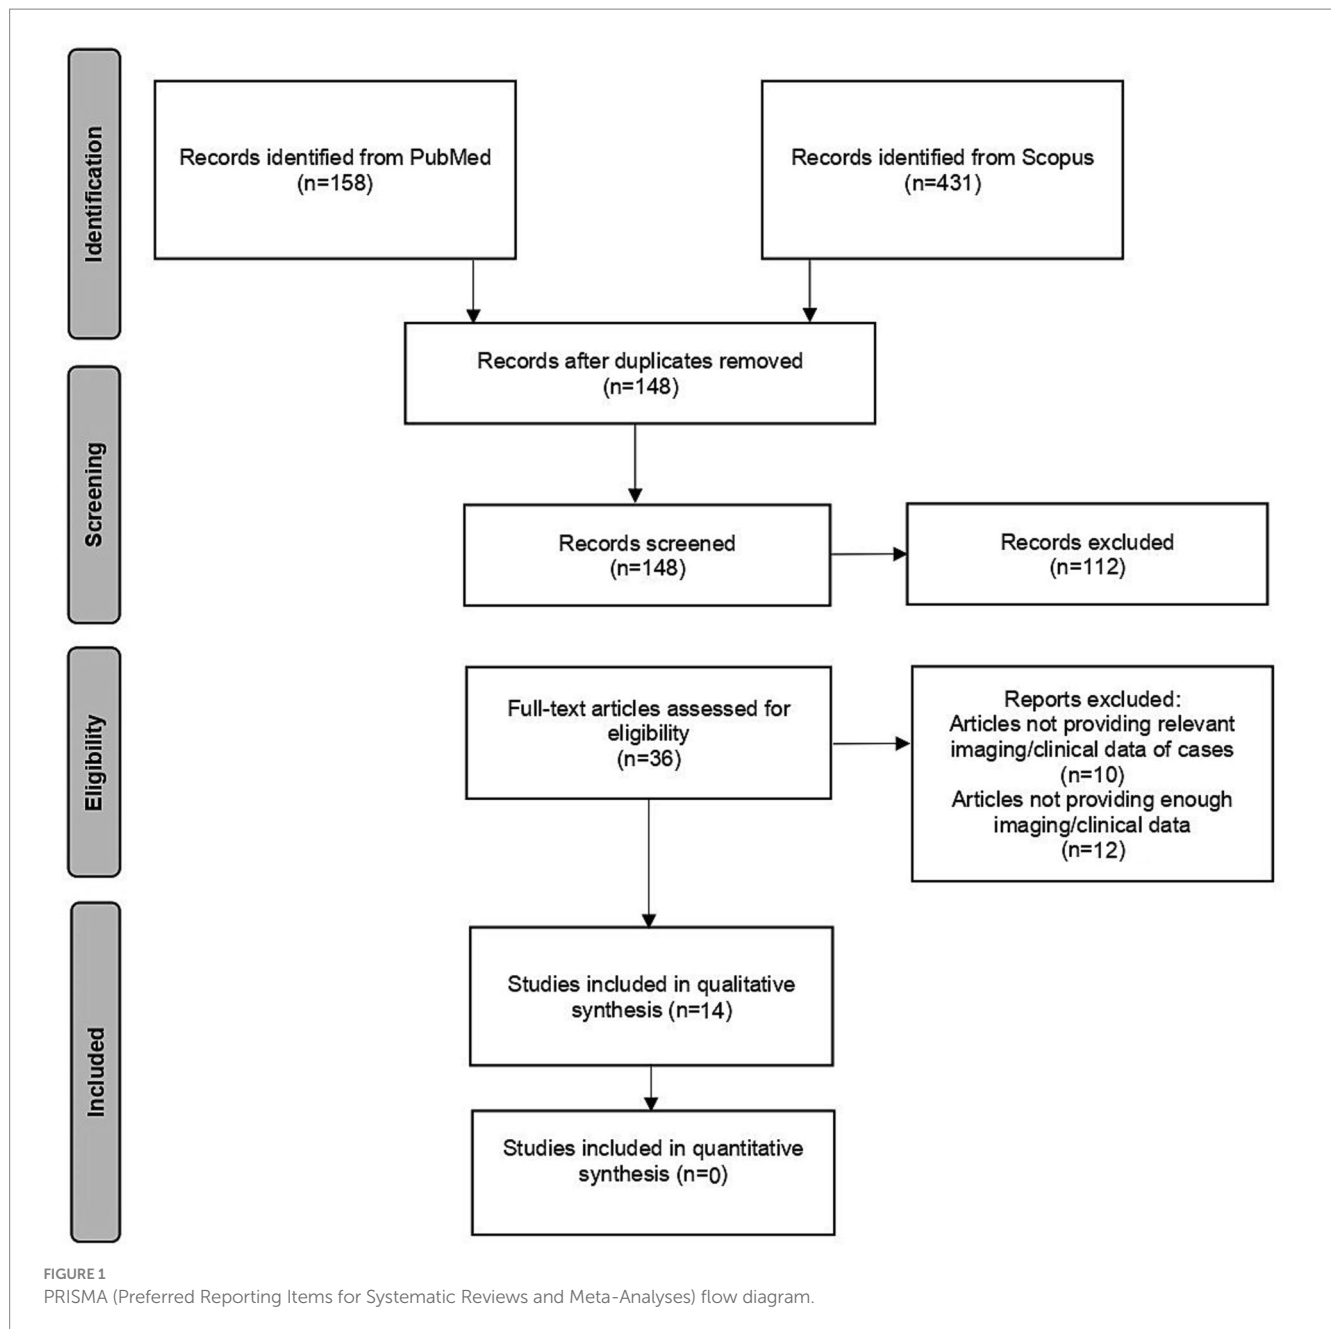 Identification
Records identified from PubMed
(n=158)
Records identified from Scopus
(n=431)
Records after duplicates removed
(n=148)
Screening
Records screened
(n=148)
Records excluded
(n=112)
Eligibility
Full-text articles assessed for
eligibility
(n=36)
Reports excluded:
Articles not providing relevant
imaging/clinical data of cases
(n=10)
Articles not providing enough
imaging/clinical data
(n=12)
Included
Studies included in qualitative
synthesis (n=14)
Studies included in quantitative
synthesis (n=0)
FIGURE 1
PRISMA (Preferred Reporting Items for Systematic Reviews and Meta-Analyses) flow diagram.